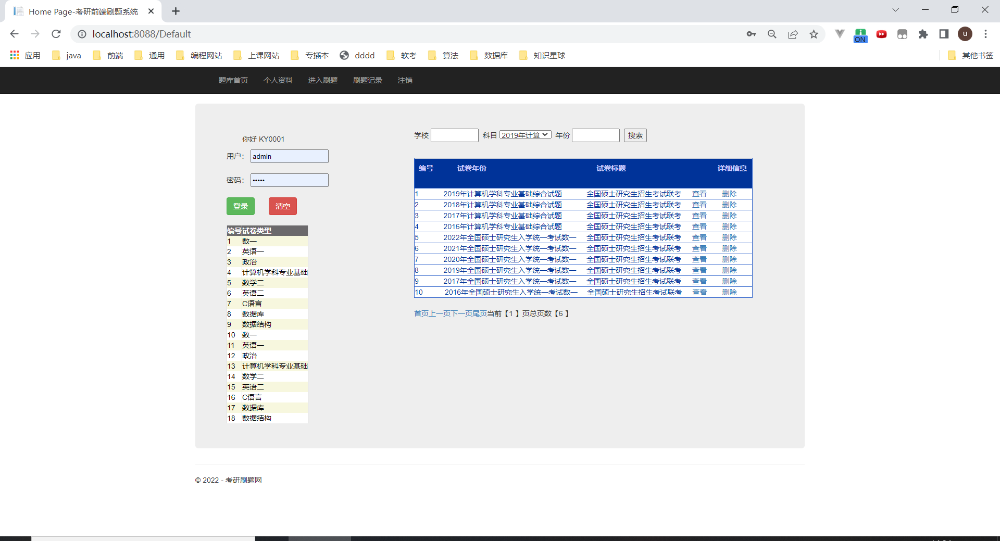 Home Page-考研前端刷题系统
localhost:8088/Default
ON
u
应用 java 前端 通用 编程网站 上课网站 专插本 dddd 软考 算法 数据库 知识星球 其他书签
题库首页 个人资料 进入刷题 刷题记录 注销
你好 KY0001
用户： admin
密码： •••••
登录 清空
编号 试卷类型
1 数一
2 英语一
3 政治
4 计算机学科专业基础
5 数学二
6 英语二
7 C语言
8 数据库
9 数据结构
10 数一
11 英语一
12 政治
13 计算机学科专业基础
14 数学二
15 英语二
16 C语言
17 数据库
18 数据结构
学校 科目 2019年计算 年份 搜索
编号 试卷年份 试卷标题 详细信息
1 2019年计算机学科专业基础综合试题 全国硕士研究生招生考试联考 查看 删除
2 2018年计算机学科专业基础综合试题 全国硕士研究生招生考试联考 查看 删除
3 2017年计算机学科专业基础综合试题 全国硕士研究生招生考试联考 查看 删除
4 2016年计算机学科专业基础综合试题 全国硕士研究生招生考试联考 查看 删除
5 2022年全国硕士研究生入学统一考试数一 全国硕士研究生招生考试联考 查看 删除
6 2021年全国硕士研究生入学统一考试数一 全国硕士研究生招生考试联考 查看 删除
7 2020年全国硕士研究生入学统一考试数一 全国硕士研究生招生考试联考 查看 删除
8 2019年全国硕士研究生入学统一考试数一 全国硕士研究生招生考试联考 查看 删除
9 2017年全国硕士研究生入学统一考试数一 全国硕士研究生招生考试联考 查看 删除
10 2016年全国硕士研究生入学统一考试数一 全国硕士研究生招生考试联考 查看 删除
首页上一页下一页尾页当前【1 】页总页数【6 】
© 2022 - 考研刷题网